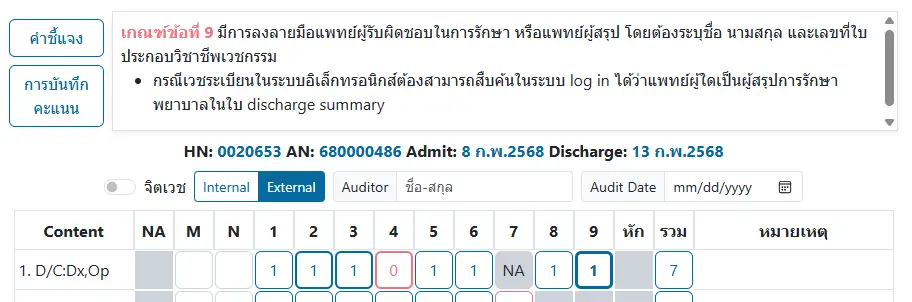 คำชี้แจง
การบันทึก
คะแนน
เกณฑ์ข้อที่ 9 มีการลงลายมือแพทย์ผู้รับผิดชอบในการรักษา หรือแพทย์ผู้สรุป โดยต้องระบุชื่อ นามสกุล และเลขที่ใบ
ประกอบวิชาชีพเวชกรรม
• กรณีเวชระเบียนในระบบอิเล็กทรอนิกส์ต้องสามารถสืบค้นในระบบ log in ได้ว่าแพทย์ผู้ใดเป็นผู้สรุปการรักษา
พยาบาลในใบ discharge summary
HN: 0020653 AN: 680000486 Admit: 8 ก.พ.2568 Discharge: 13 ก.พ.2568
จิตเวช Internal External Auditor ชื่อ-สกุล Audit Date mm/dd/yyyy
Content NA M N 1 2 3 4 5 6 7 8 9 หัก รวม หมายเหตุ
1. D/C:Dx,Op 1 1 1 0 1 1 NA 1 1 7